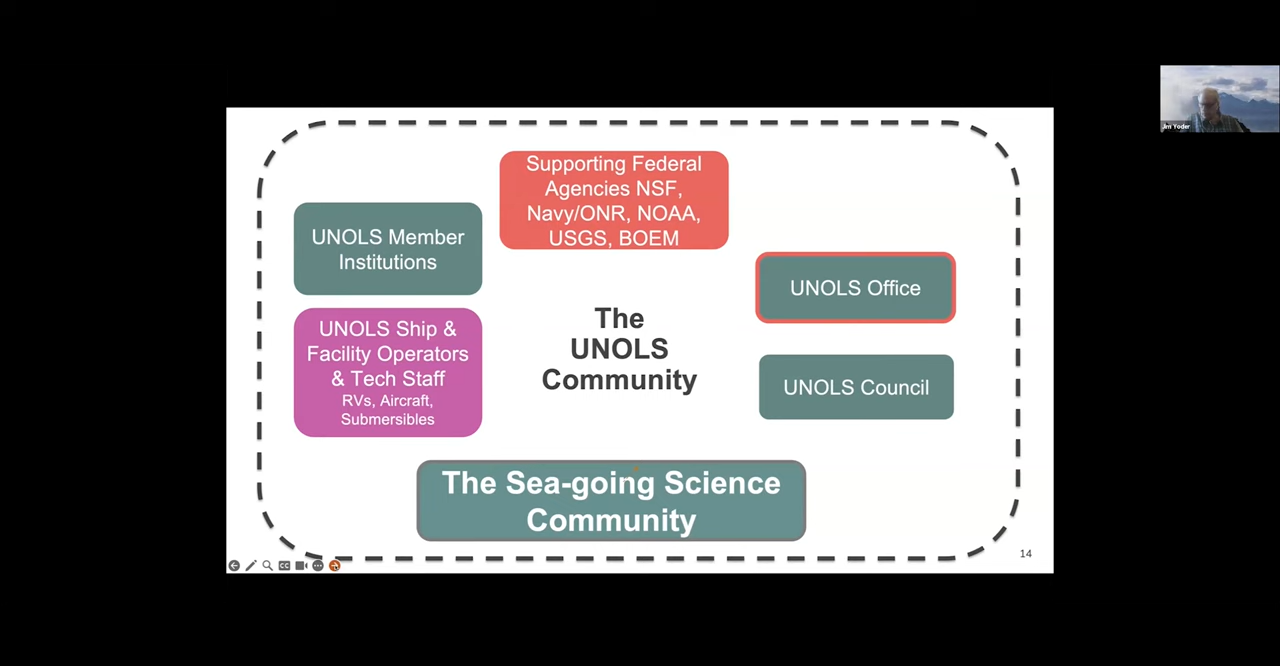 Supporting Federal
Agencies NSF,
Navy/ONR, NOAA,
USGS, BOEM
UNOLS Member
Institutions
UNOLS Office
UNOLS Ship &
Facility Operators
& Tech Staff
RVs, Aircraft,
Submersibles
The
UNOLS
Community
UNOLS Council
The Sea-going Science
Community
14
Jim Yoder